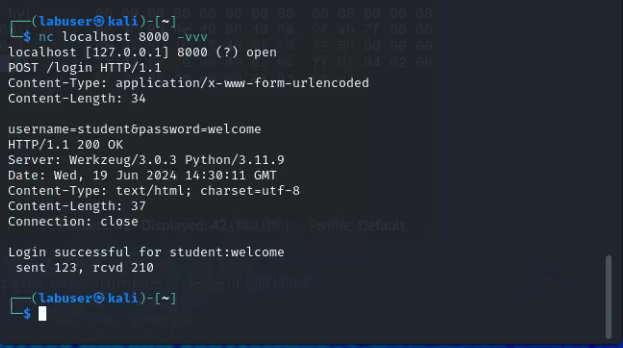 ┌──(labuser㉿kali)-[~]
└─$ nc localhost 8000 -vvv
localhost [127.0.0.1] 8000 (?) open
POST /login HTTP/1.1
Content-Type: application/x-www-form-urlencoded
Content-Length: 34

username=student&password=welcome
HTTP/1.1 200 OK
Server: Werkzeug/3.0.3 Python/3.11.9
Date: Wed, 19 Jun 2024 14:30:11 GMT
Content-Type: text/html; charset=utf-8
Content-Length: 37
Connection: close

Login successful for student:welcome
 sent 123, rcvd 210

┌──(labuser㉿kali)-[~]
└─$